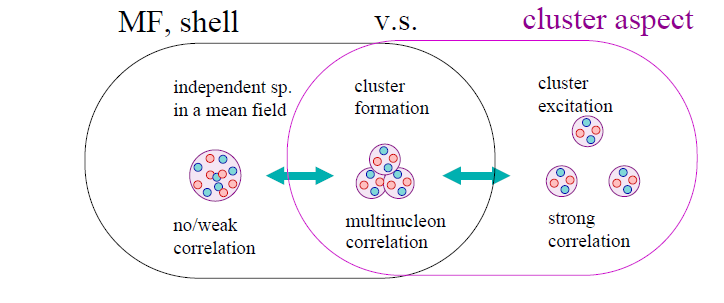 MF, shell
v.s.
cluster aspect
independent sp.
in a mean field
cluster
formation
cluster
excitation
no/weak
correlation
multinucleon
correlation
strong
correlation